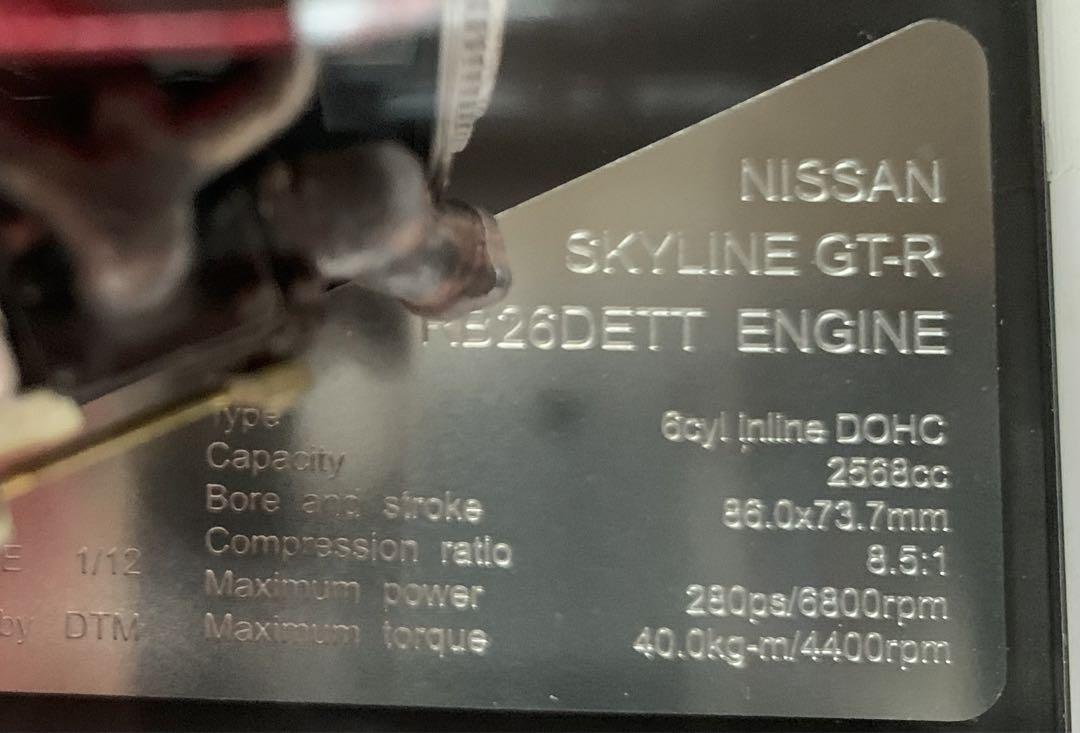 NISSAN
SKYLINE GT-R
RB26DETT ENGINE
Type 6cyl inline DOHC
Capacity 2568cc
Bore and stroke 86.0x73.7mm
E 1/12 Compression ratio 8.5:1
Maximum power 280ps/6800rpm
by DTM Maximum torque 40.0kg-m/4400rpm